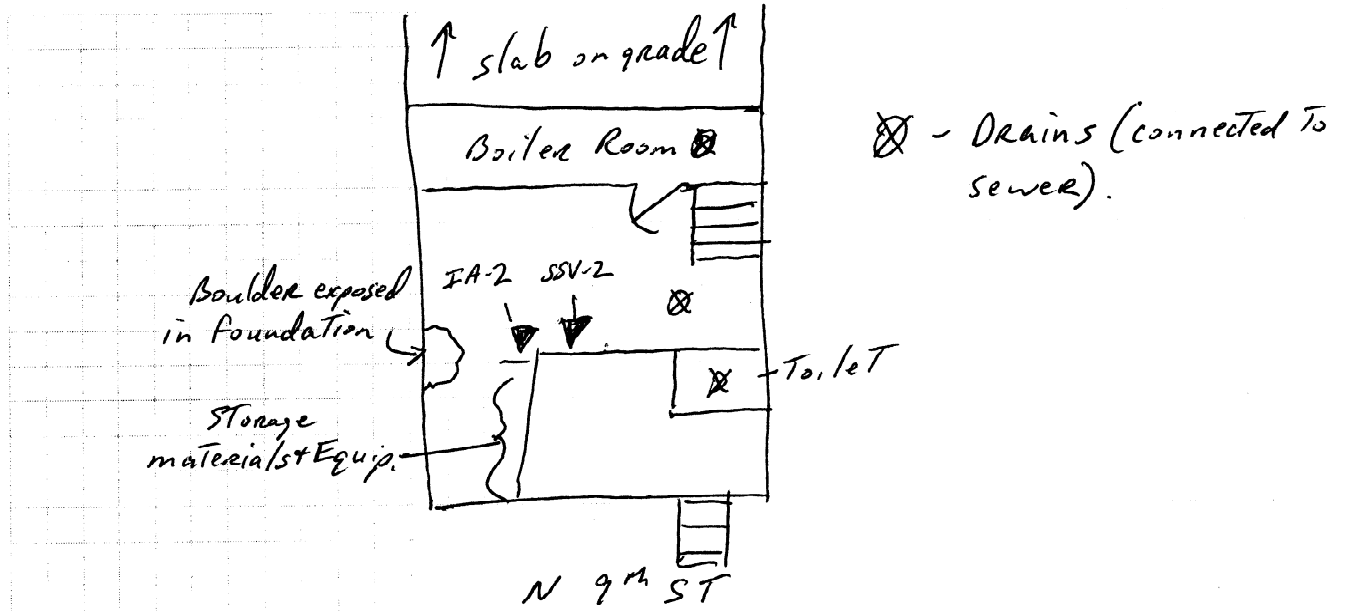 ↑ slab on grade ↑
Boiler Room
⊗ - Drains (connected to
sewer).
Boulder exposed
in foundation
IA-2
SSV-2
Toilet
Storage
materials + Equip.
N 9th ST